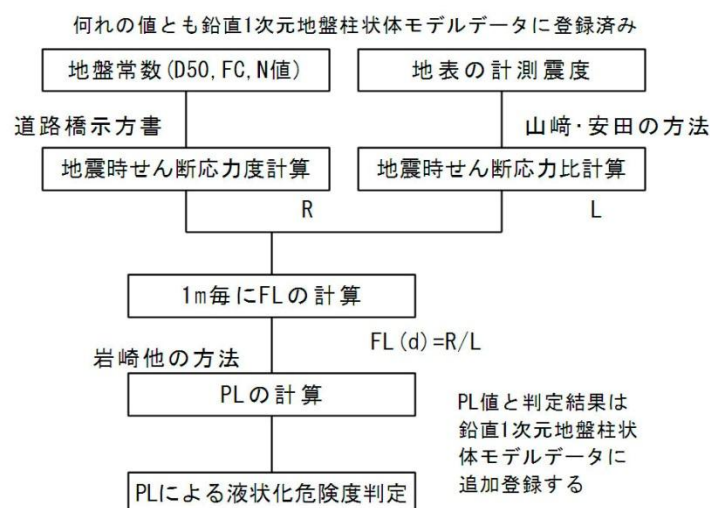 何れの値とも鉛直1次元地盤柱状体モデルデータに登録済み
地盤常数(D50,FC,N値)
地表の計測震度
道路橋示方書
山﨑・安田の方法
地震時せん断応力度計算
地震時せん断応力比計算
R
L
1m毎にFLの計算
FL(d)=R/L
岩崎他の方法
PLの計算
PL値と判定結果は
鉛直1次元地盤柱状
体モデルデータに
追加登録する
PLによる液状化危険度判定